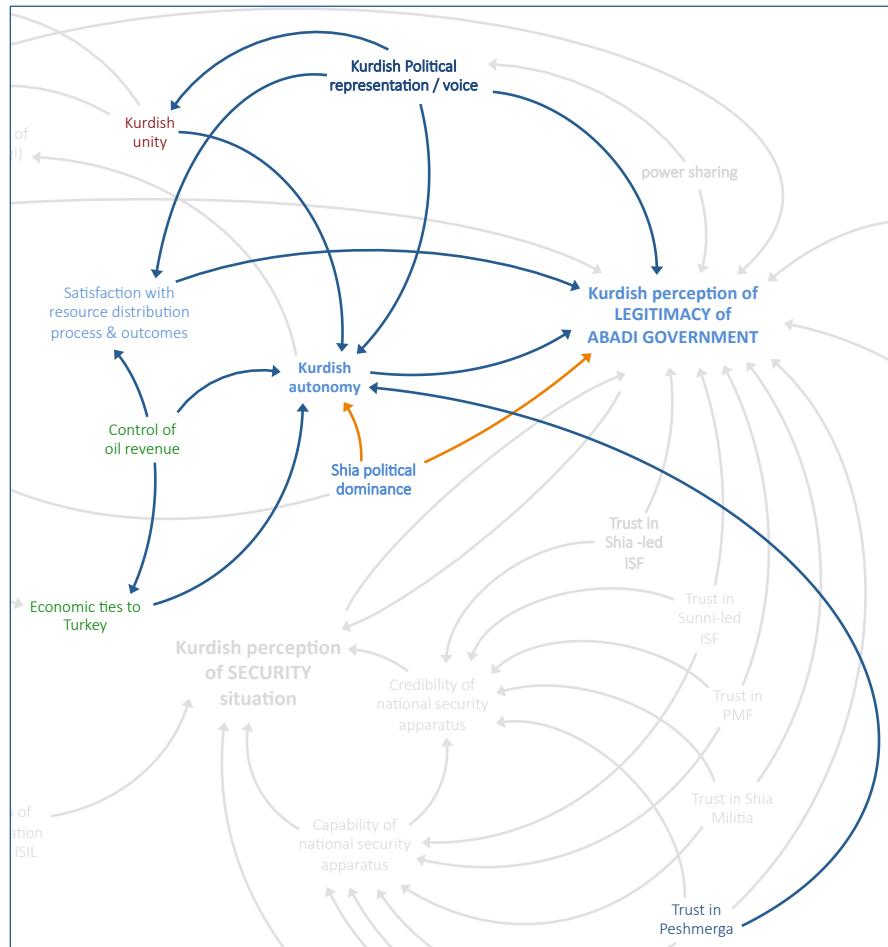 Kurdish Political
representation / voice
Kurdish
unity
of
power sharing
Satisfaction with
resource distribution
process & outcomes
Kurdish perception of
LEGITIMACY of
ABADI GOVERNMENT
Kurdish
autonomy
Control of
oil revenue
Shia political
dominance
Trust in
Shia -led
ISF
Economic ties to
Turkey
Trust in
Sunni-led
ISF
Kurdish perception
of SECURITY
situation
Credibility of
national security
apparatus
Trust in
PMF
Trust in Shia
Militia
of
ISIL
Capability of
national security
apparatus
Trust in
Peshmerga